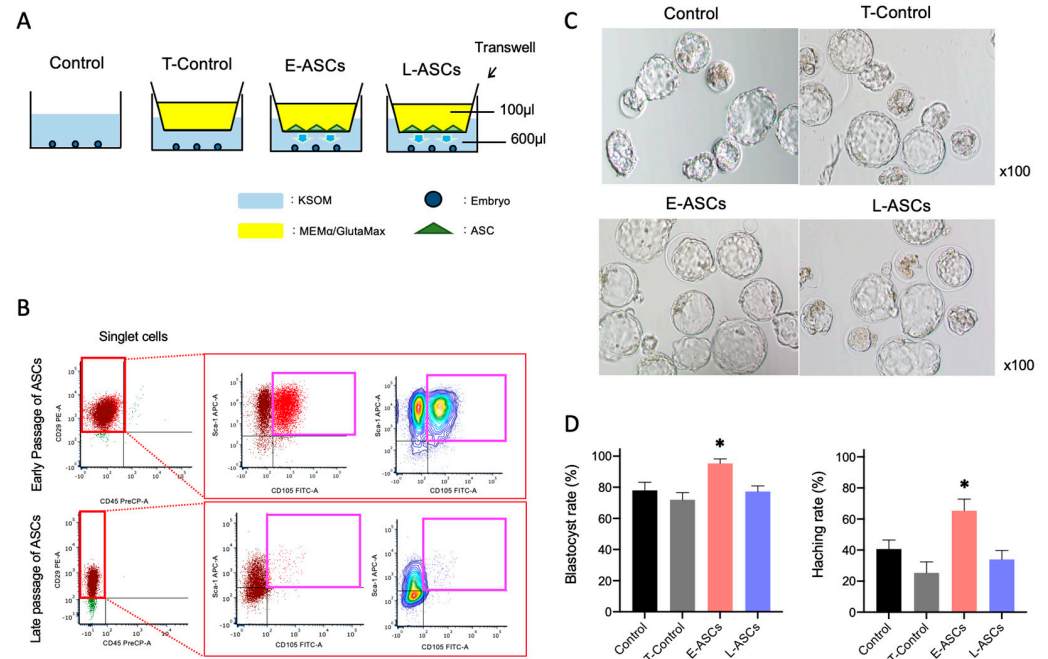 A
Control
T-Control
E-ASCs
L-ASCs
Transwell
100μl
600μl
: KSOM
: Embryo
: MEMα/GlutaMax
: ASC
B
Singlet cells
Early Passage of ASCs
CD29 PE-A
CD45 PreCP-A
Sca-1 APC-A
CD105 FITC-A
Sca-1 APC-A
CD105 FITC-A
Late passage of ASCs
CD29 PE-A
CD45 PreCP-A
Sca-1 APC-A
CD105 FITC-A
Sca-1 APC-A
CD105 FITC-A
C
Control
T-Control
x100
E-ASCs
L-ASCs
x100
D
Blastocyst rate (%)
100
80
60
40
20
0
*
Control
T-Control
E-ASCs
L-ASCs
Haching rate (%)
100
80
60
40
20
0
*
Control
T-Control
E-ASCs
L-ASCs